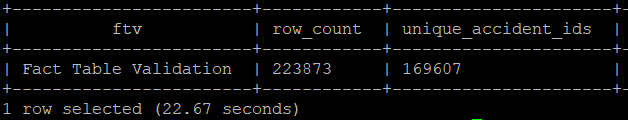 +------------------------+------------+----------------------+
|          ftv           | row_count  | unique_accident_ids  |
+------------------------+------------+----------------------+
| Fact Table Validation  | 223873     | 169607               |
+------------------------+------------+----------------------+
1 row selected (22.67 seconds)